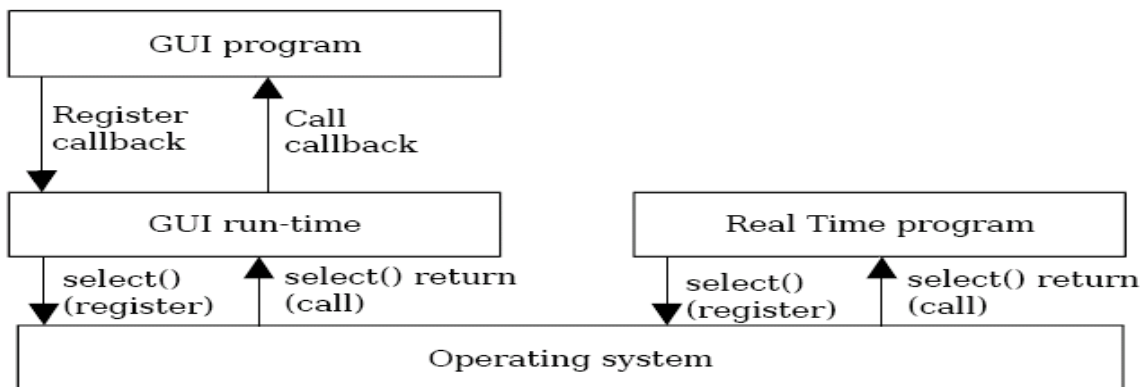 GUI program
Register
callback
Call
callback
GUI run-time
Real Time program
select()
(register)
select() return
(call)
select()
(register)
select() return
(call)
Operating system